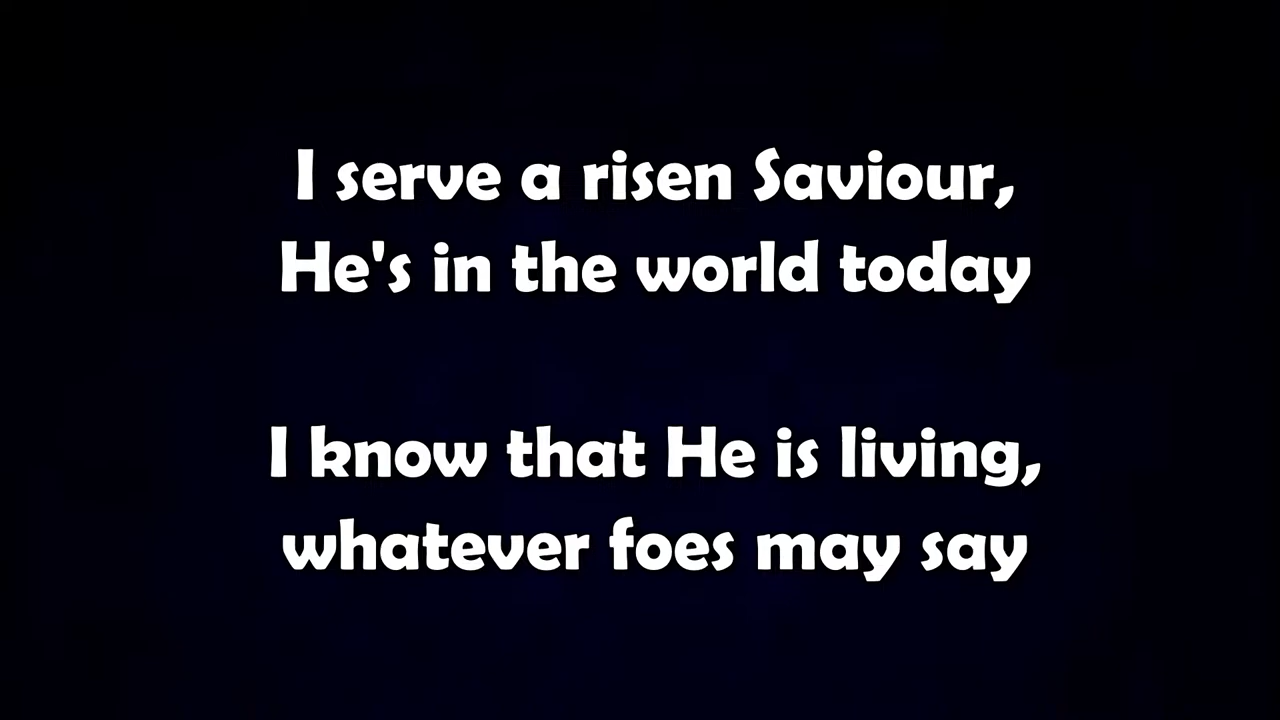 I serve a risen Saviour,
He's in the world today
I know that He is living,
whatever foes may say